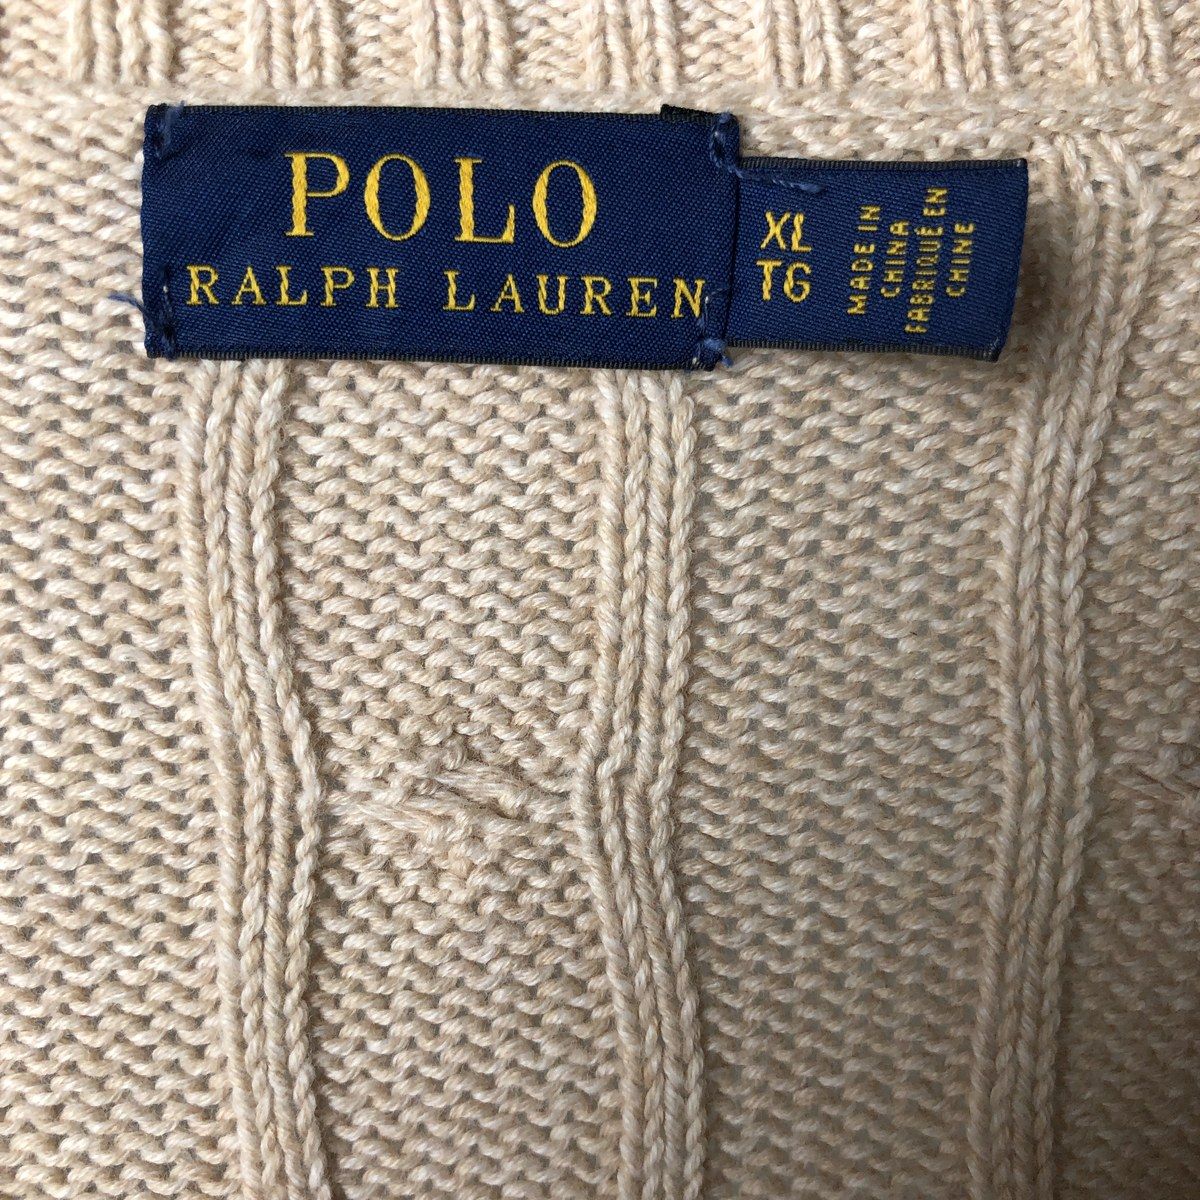 POLO
RALPH LAUREN
XL
TG
MADE IN
CHINA
FABRIQUÉ EN
CHINE